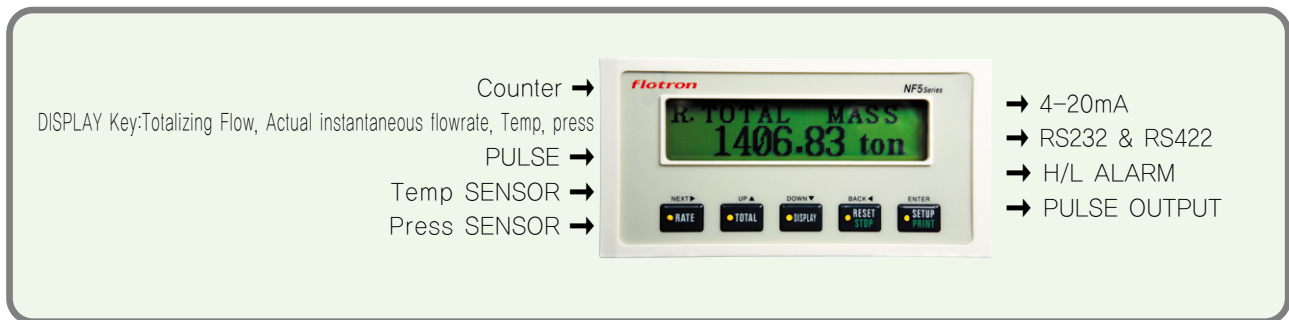 Counter ➞
DISPLAY Key:Totalizing Flow, Actual instantaneous flowrate, Temp, press
PULSE ➞
Temp SENSOR ➞
Press SENSOR ➞
flotron
NF5 Series
R.TOTAL MASS
1406.83 ton
NEXT▶ UP▲ DOWN▼ BACK◀ ENTER
RATE TOTAL DISPLAY RESET STOP SETUP PRINT
➞ 4-20mA
➞ RS232 & RS422
➞ H/L ALARM
➞ PULSE OUTPUT